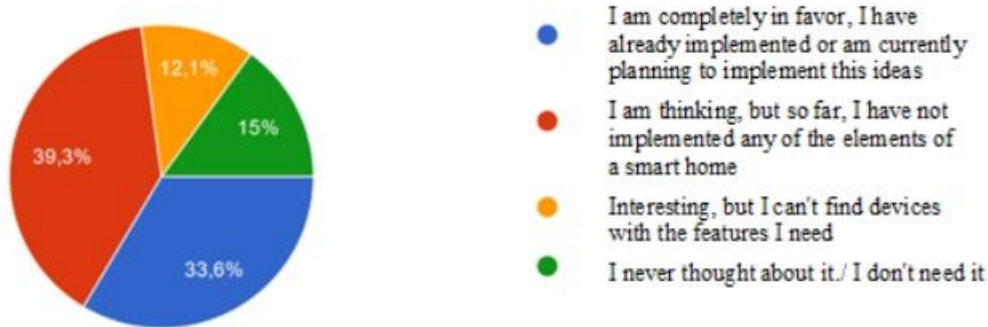 12,1%
15%
39,3%
33,6%
I am completely in favor, I have
already implemented or am currently
planning to implement this ideas
I am thinking, but so far, I have not
implemented any of the elements of
a smart home
Interesting, but I can't find devices
with the features I need
I never thought about it./ I don't need it